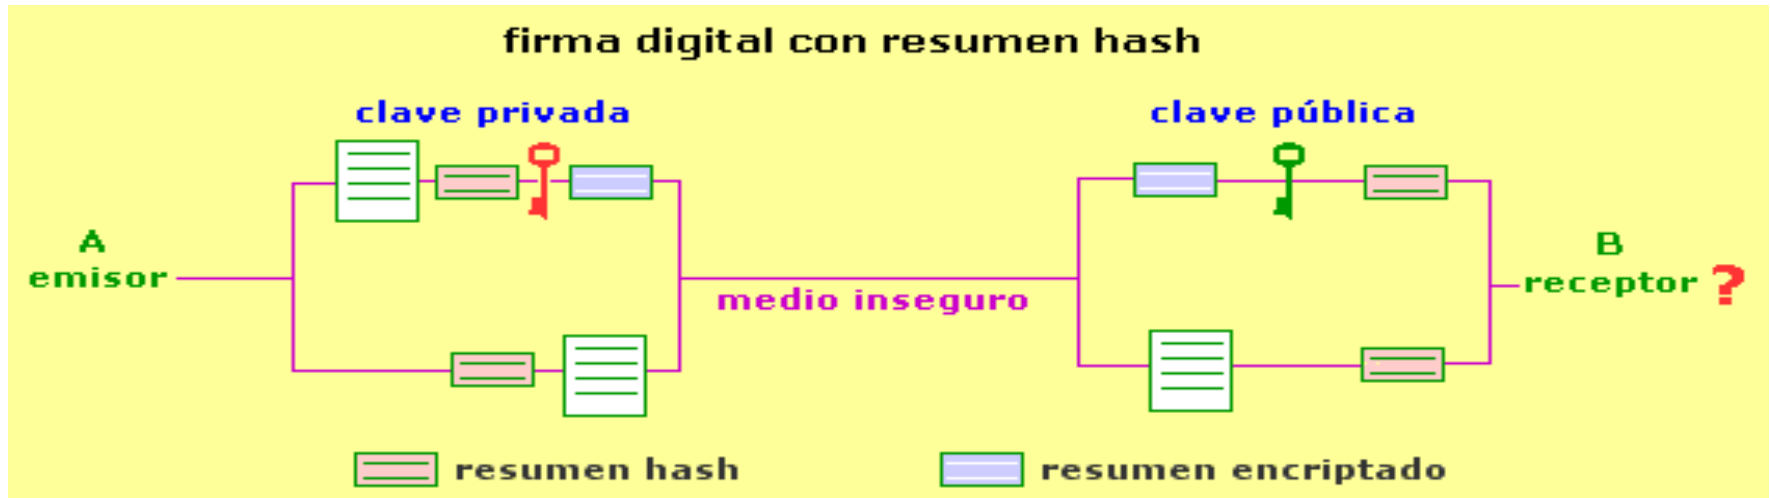 firma digital con resumen hash
clave privada
clave pública
A
emisor
medio inseguro
B
receptor ?
resumen hash
resumen encriptado